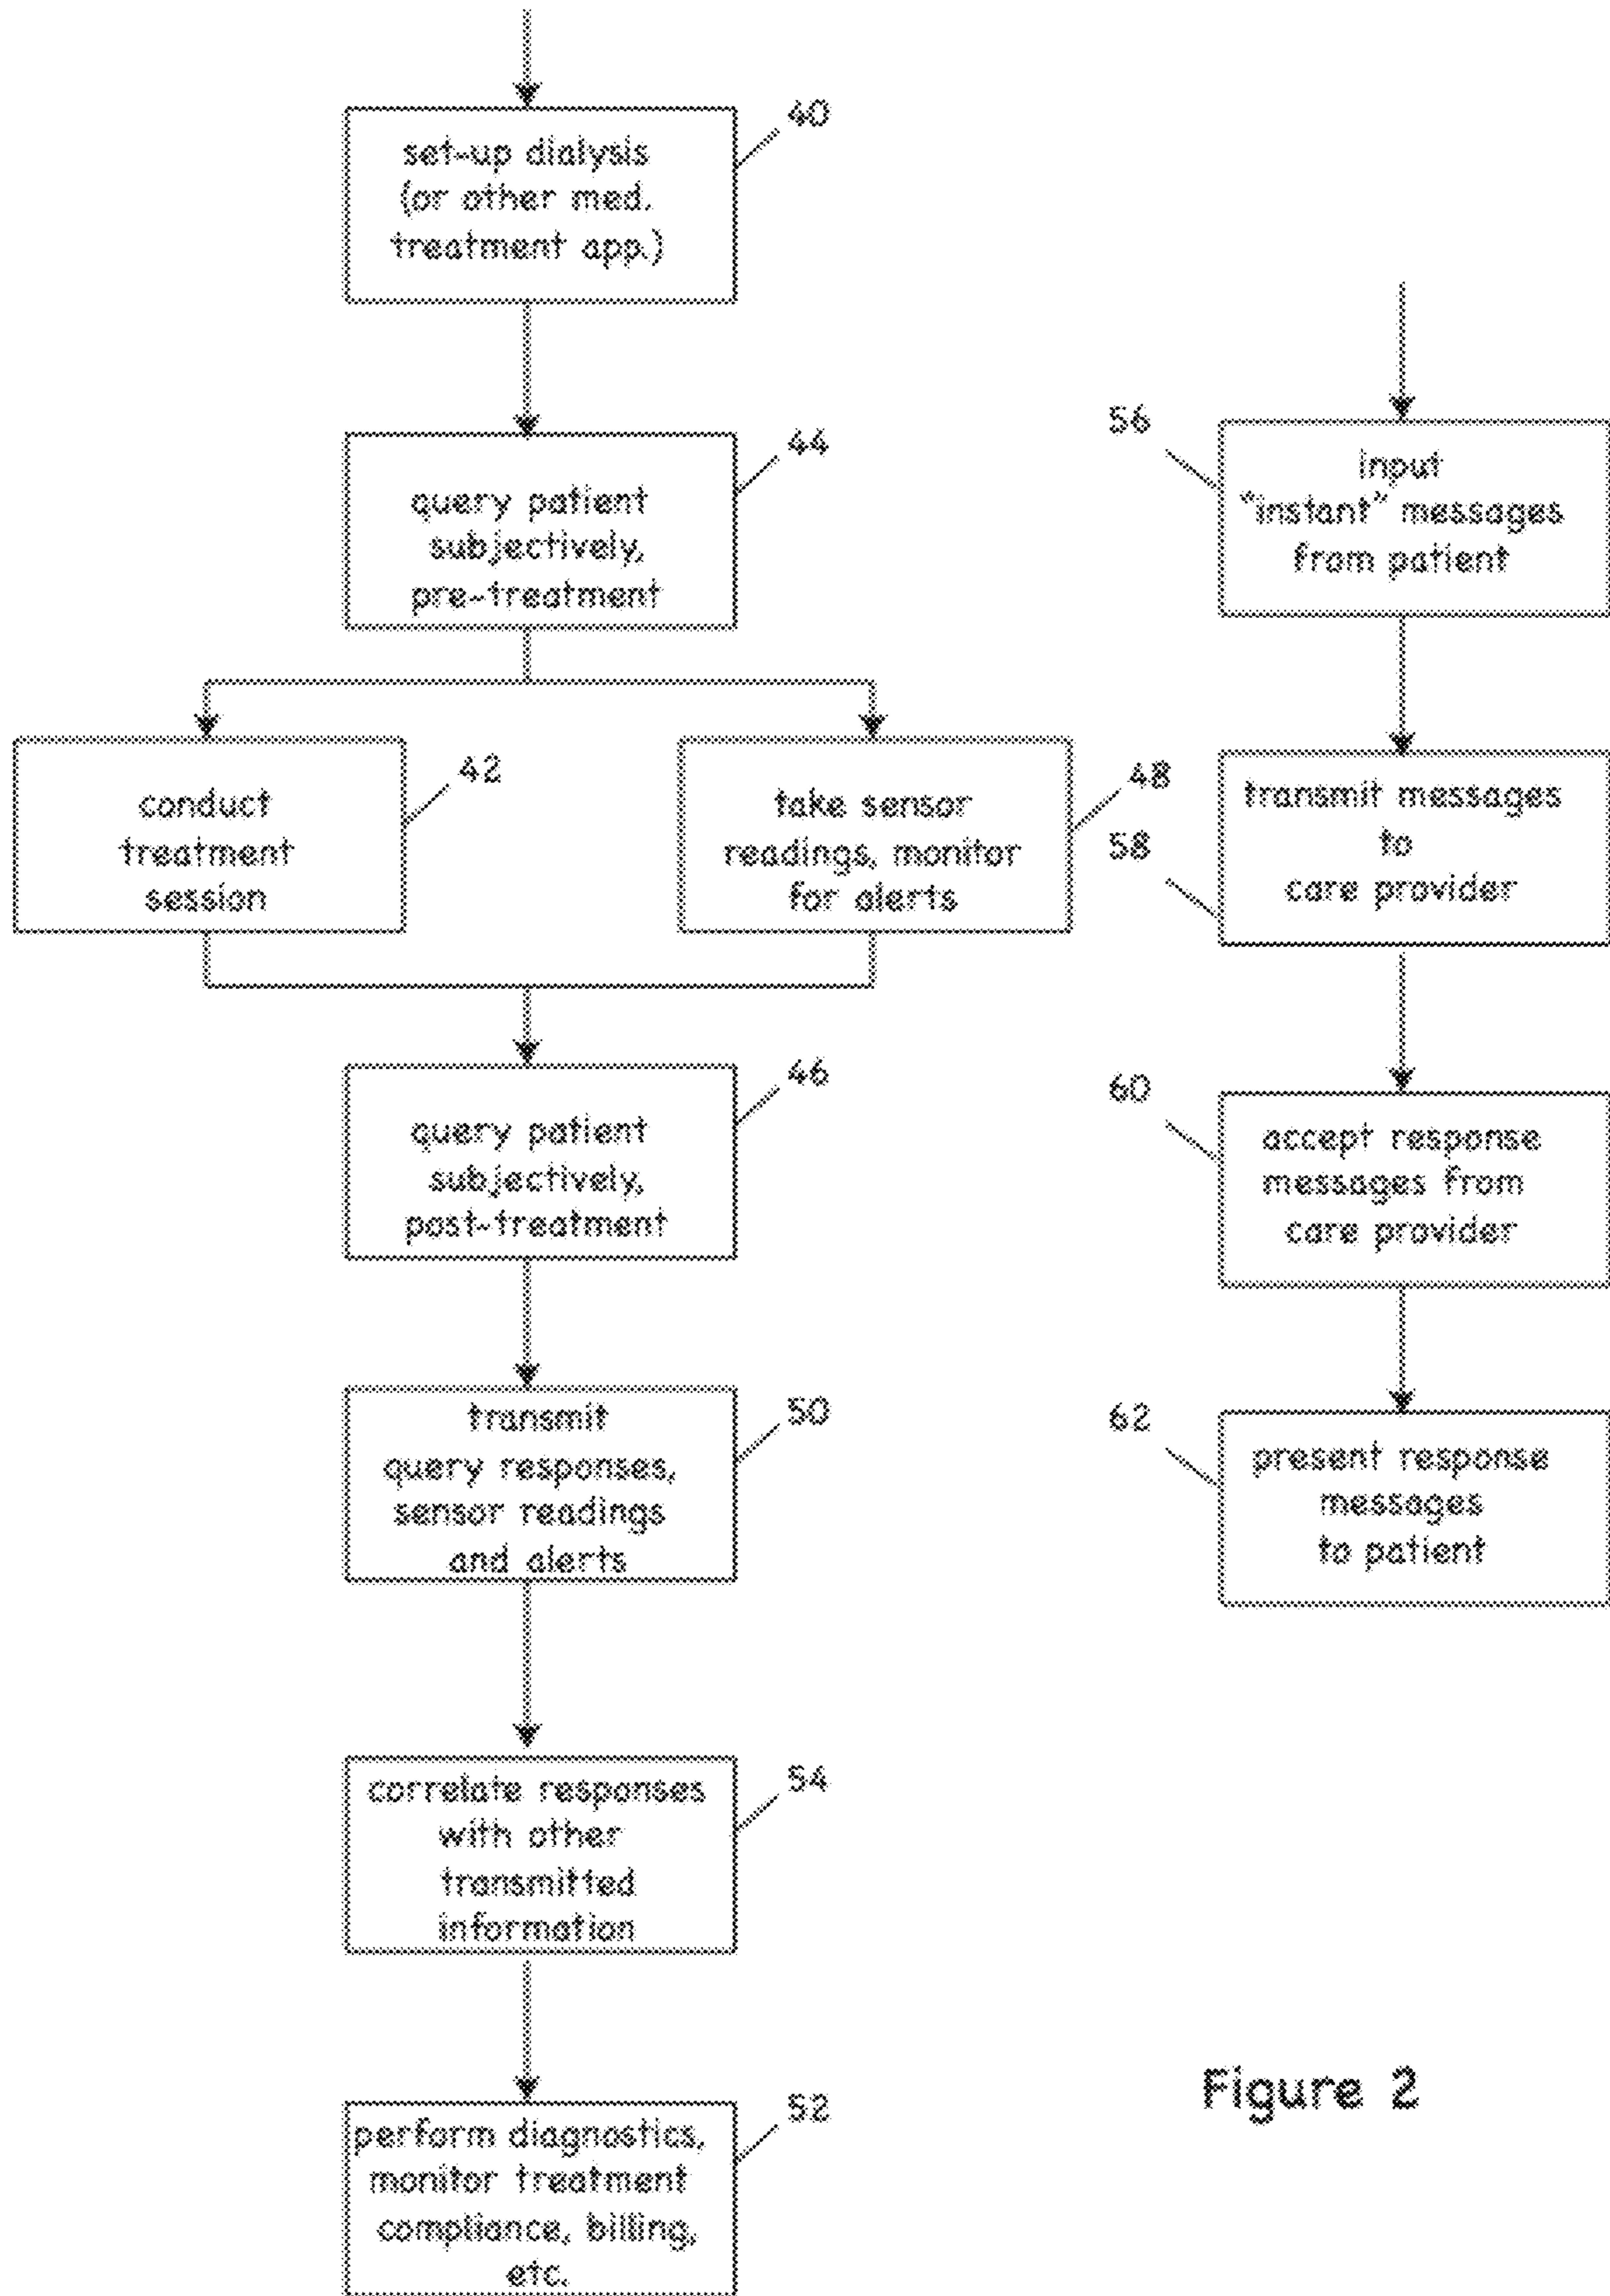 40
set-up dialysis
(or other med.
treatment app.)
44
query patient
subjectively,
pre-treatment
42
conduct
treatment
session
48
take sensor
readings, monitor
for alerts
46
query patient
subjectively,
post-treatment
50
transmit
query responses,
sensor readings
and alerts
54
correlate responses
with other
transmitted
information
52
perform diagnostics,
monitor treatment
compliance, billing,
etc.
56
input
"instant" messages
from patient
58
transmit messages
to
care provider
60
accept response
messages from
care provider
62
present response
messages
to patient
Figure 2